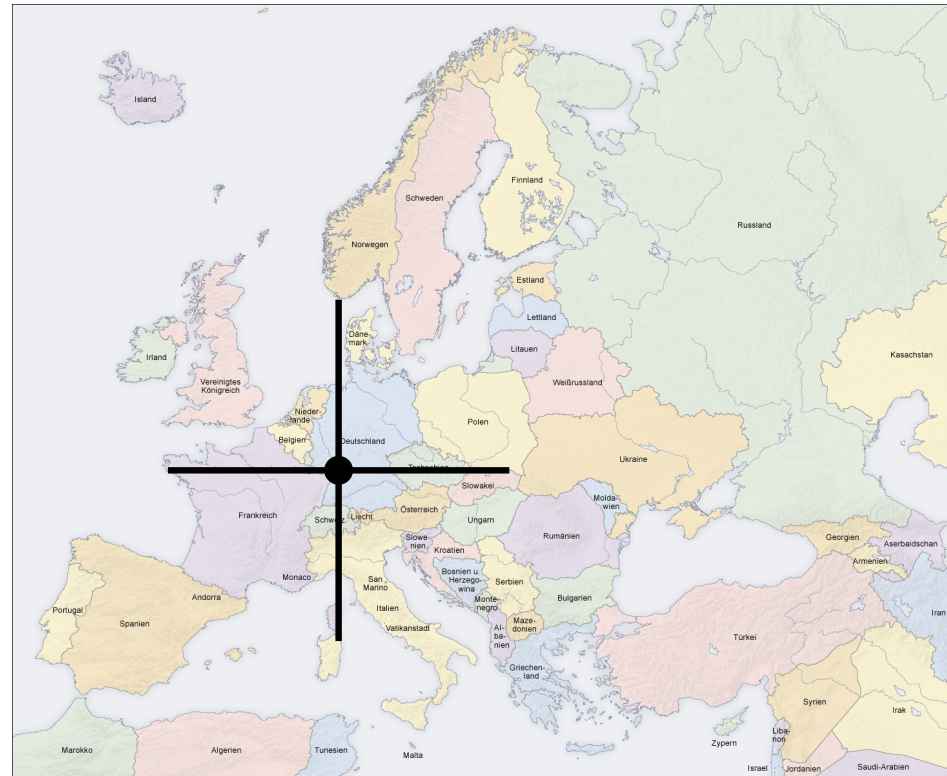 Island
Finnland
Schweden
Russland
Norwegen
Estland
Lettland
Däne-
mark
Litauen
Irland
Kasachstan
Vereinigtes
Königreich
Weißrussland
Nieder-
lande
Polen
Belgien
Deutschland
Ukraine
Tschechien
Slowakei
Molda-
wien
Frankreich
Schweiz
Liecht.
Österreich
Ungarn
Rumänien
Georgien
Aserbaidschan
Slowe-
nien
Kroatien
Armenien
Bosnien u.
Herzego-
wina
Serbien
Monaco
San
Marino
Iran
Andorra
Bulgarien
Monte-
negro
Portugal
Spanien
Italien
Vatikanstadt
Maze-
donien
Al-
ba-
nien
Türkei
Griechen-
land
Syrien
Irak
Liba-
non
Zypern
Marokko
Algerien
Tunesien
Malta
Israel
Jordanien
Saudi-Arabien